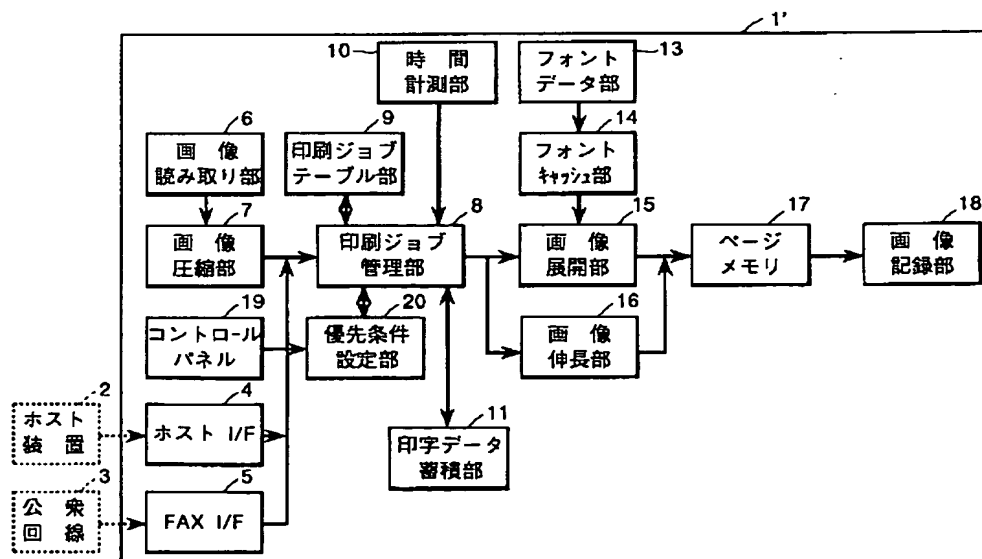 1'
10
時 間
計測部
13
フォント
データ部
6
画 像
読み取り部
9
印刷ジョブ
テーブル部
14
フォント
ｷｬｯｼｭ部
7
画 像
圧縮部
8
印刷ジョブ
管理部
15
画 像
展開部
17
ページ
メモリ
18
画 像
記録部
19
コントロール
パネル
20
優先条件
設定部
16
画 像
伸長部
2
ホスト
装 置
4
ホスト I/F
11
印字データ
蓄積部
3
公 衆
回 線
5
FAX I/F